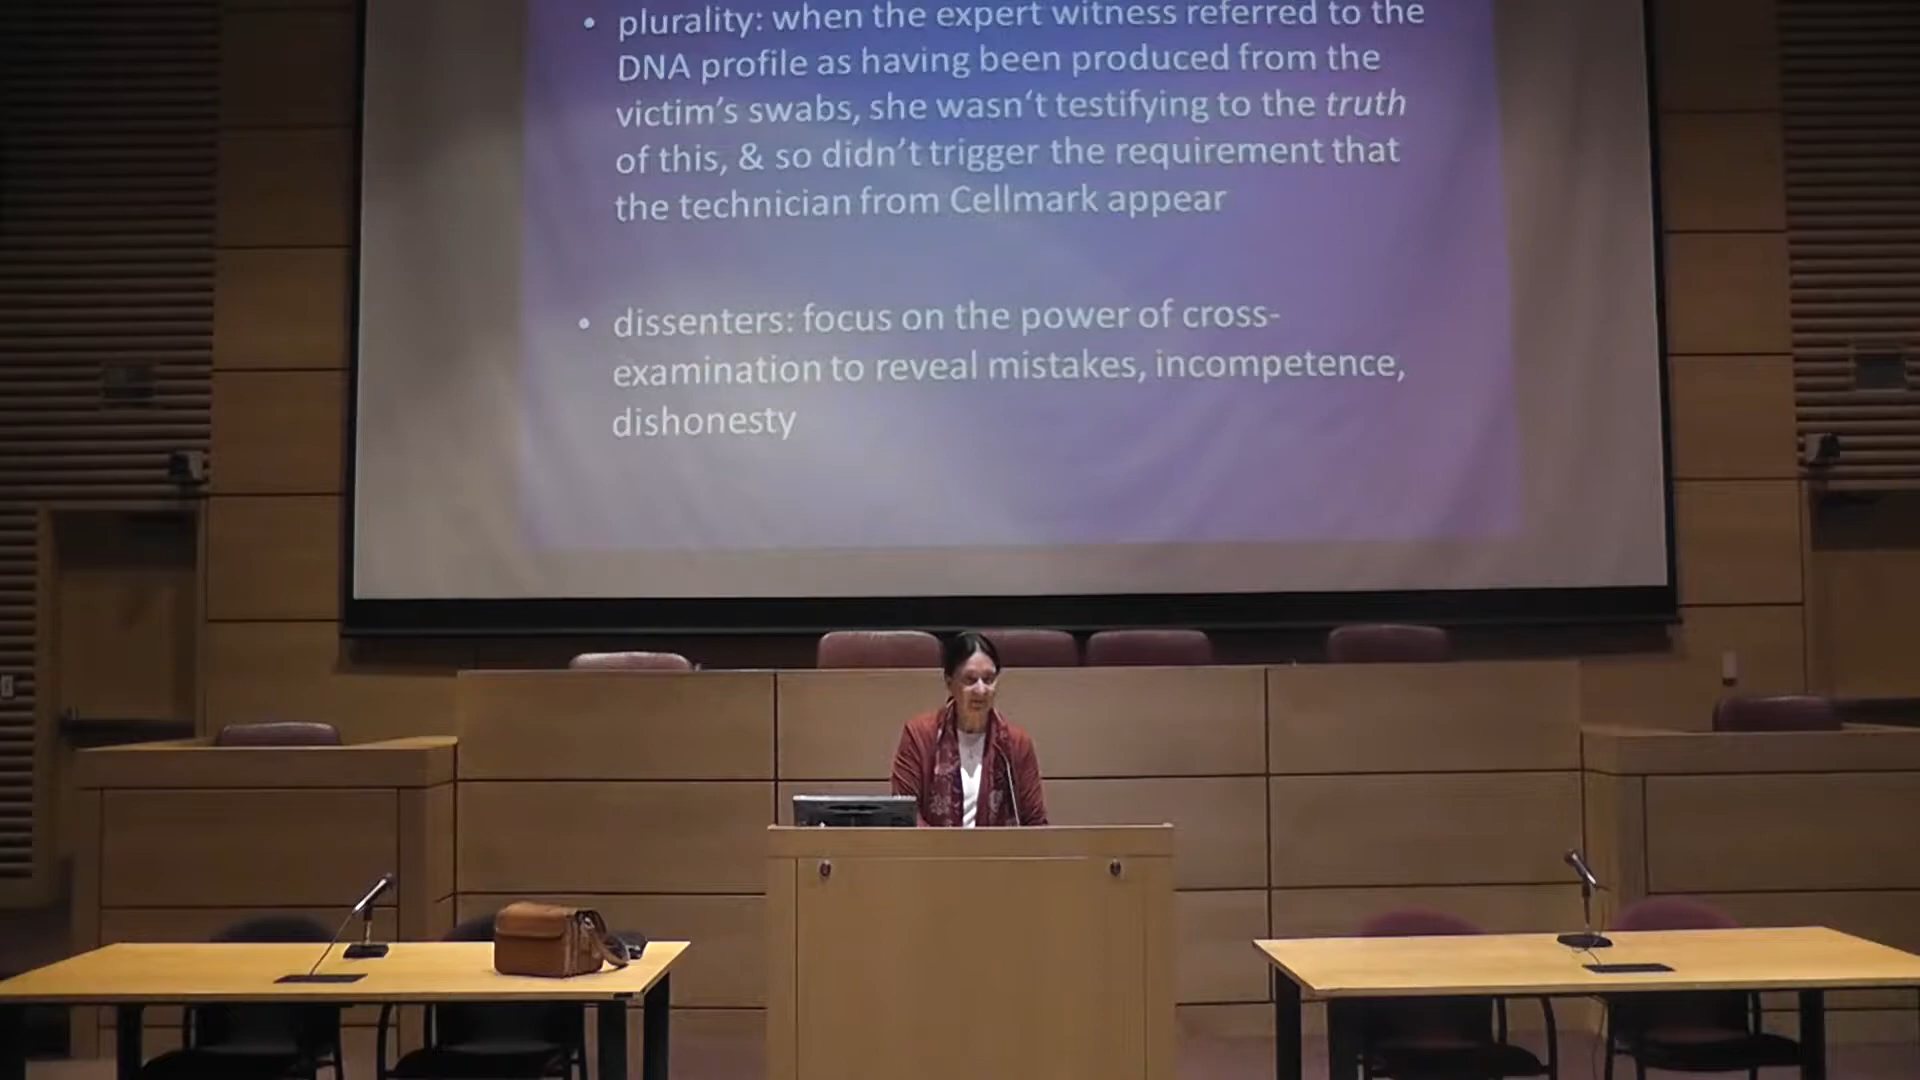 • plurality: when the expert witness referred to the
DNA profile as having been produced from the
victim’s swabs, she wasn‘t testifying to the truth
of this, & so didn’t trigger the requirement that
the technician from Cellmark appear
• dissenters: focus on the power of cross-
examination to reveal mistakes, incompetence,
dishonesty